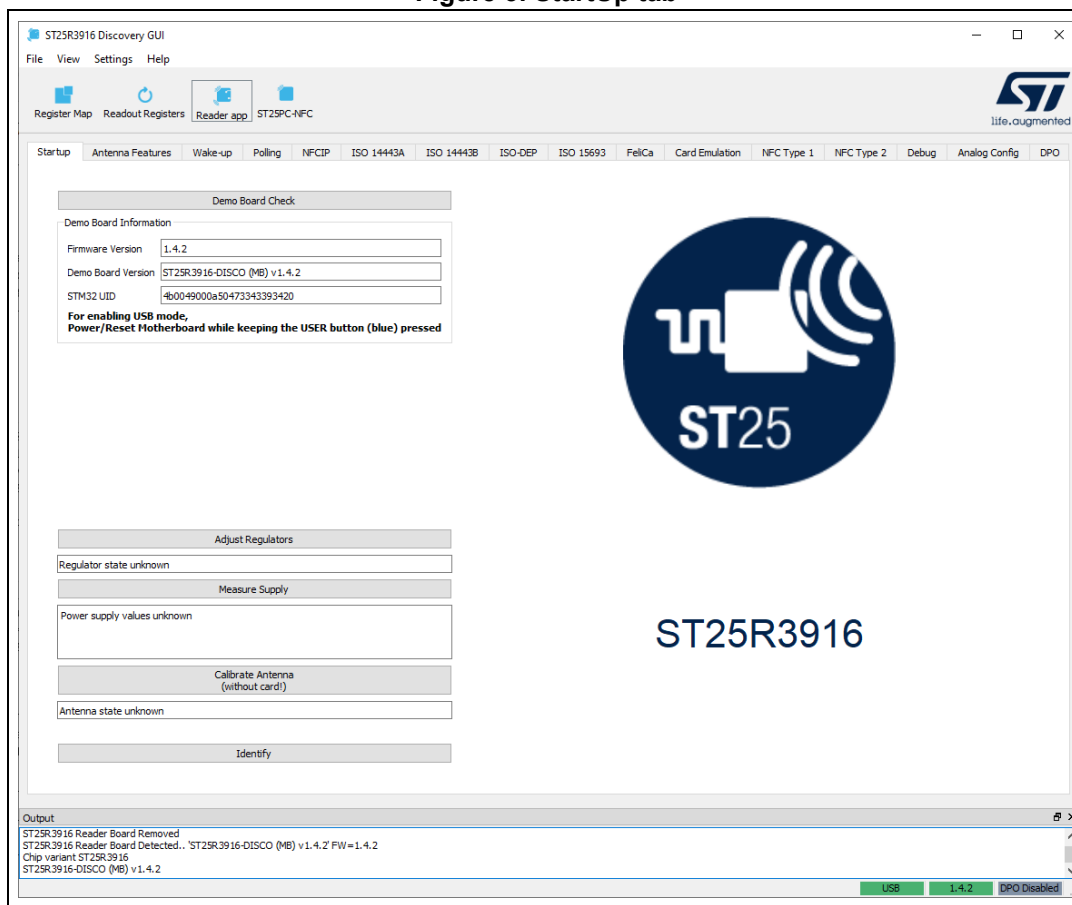 ST25R3916 Discovery GUI
File View Settings Help
Register Map Readout Registers Reader app ST25PC-NFC
life.augmented
Startup Antenna Features Wake-up Polling NFCIP ISO 14443A ISO 14443B ISO-DEP ISO 15693 FeliCa Card Emulation NFC Type 1 NFC Type 2 Debug Analog Config DPO
Demo Board Check
Demo Board Information
Firmware Version 1.4.2
Demo Board Version ST25R3916-DISCO (MB) v1.4.2
STM32 UID 4b0049000a50473343393420
For enabling USB mode,
Power/Reset Motherboard while keeping the USER button (blue) pressed
ST25
Adjust Regulators
Regulator state unknown
Measure Supply
Power supply values unknown
ST25R3916
Calibrate Antenna
(without card!)
Antenna state unknown
Identify
Output
ST25R3916 Reader Board Removed
ST25R3916 Reader Board Detected.. 'ST25R3916-DISCO (MB) v1.4.2' FW=1.4.2
Chip variant ST25R3916
ST25R3916-DISCO (MB) v1.4.2
USB 1.4.2 DPO Disabled